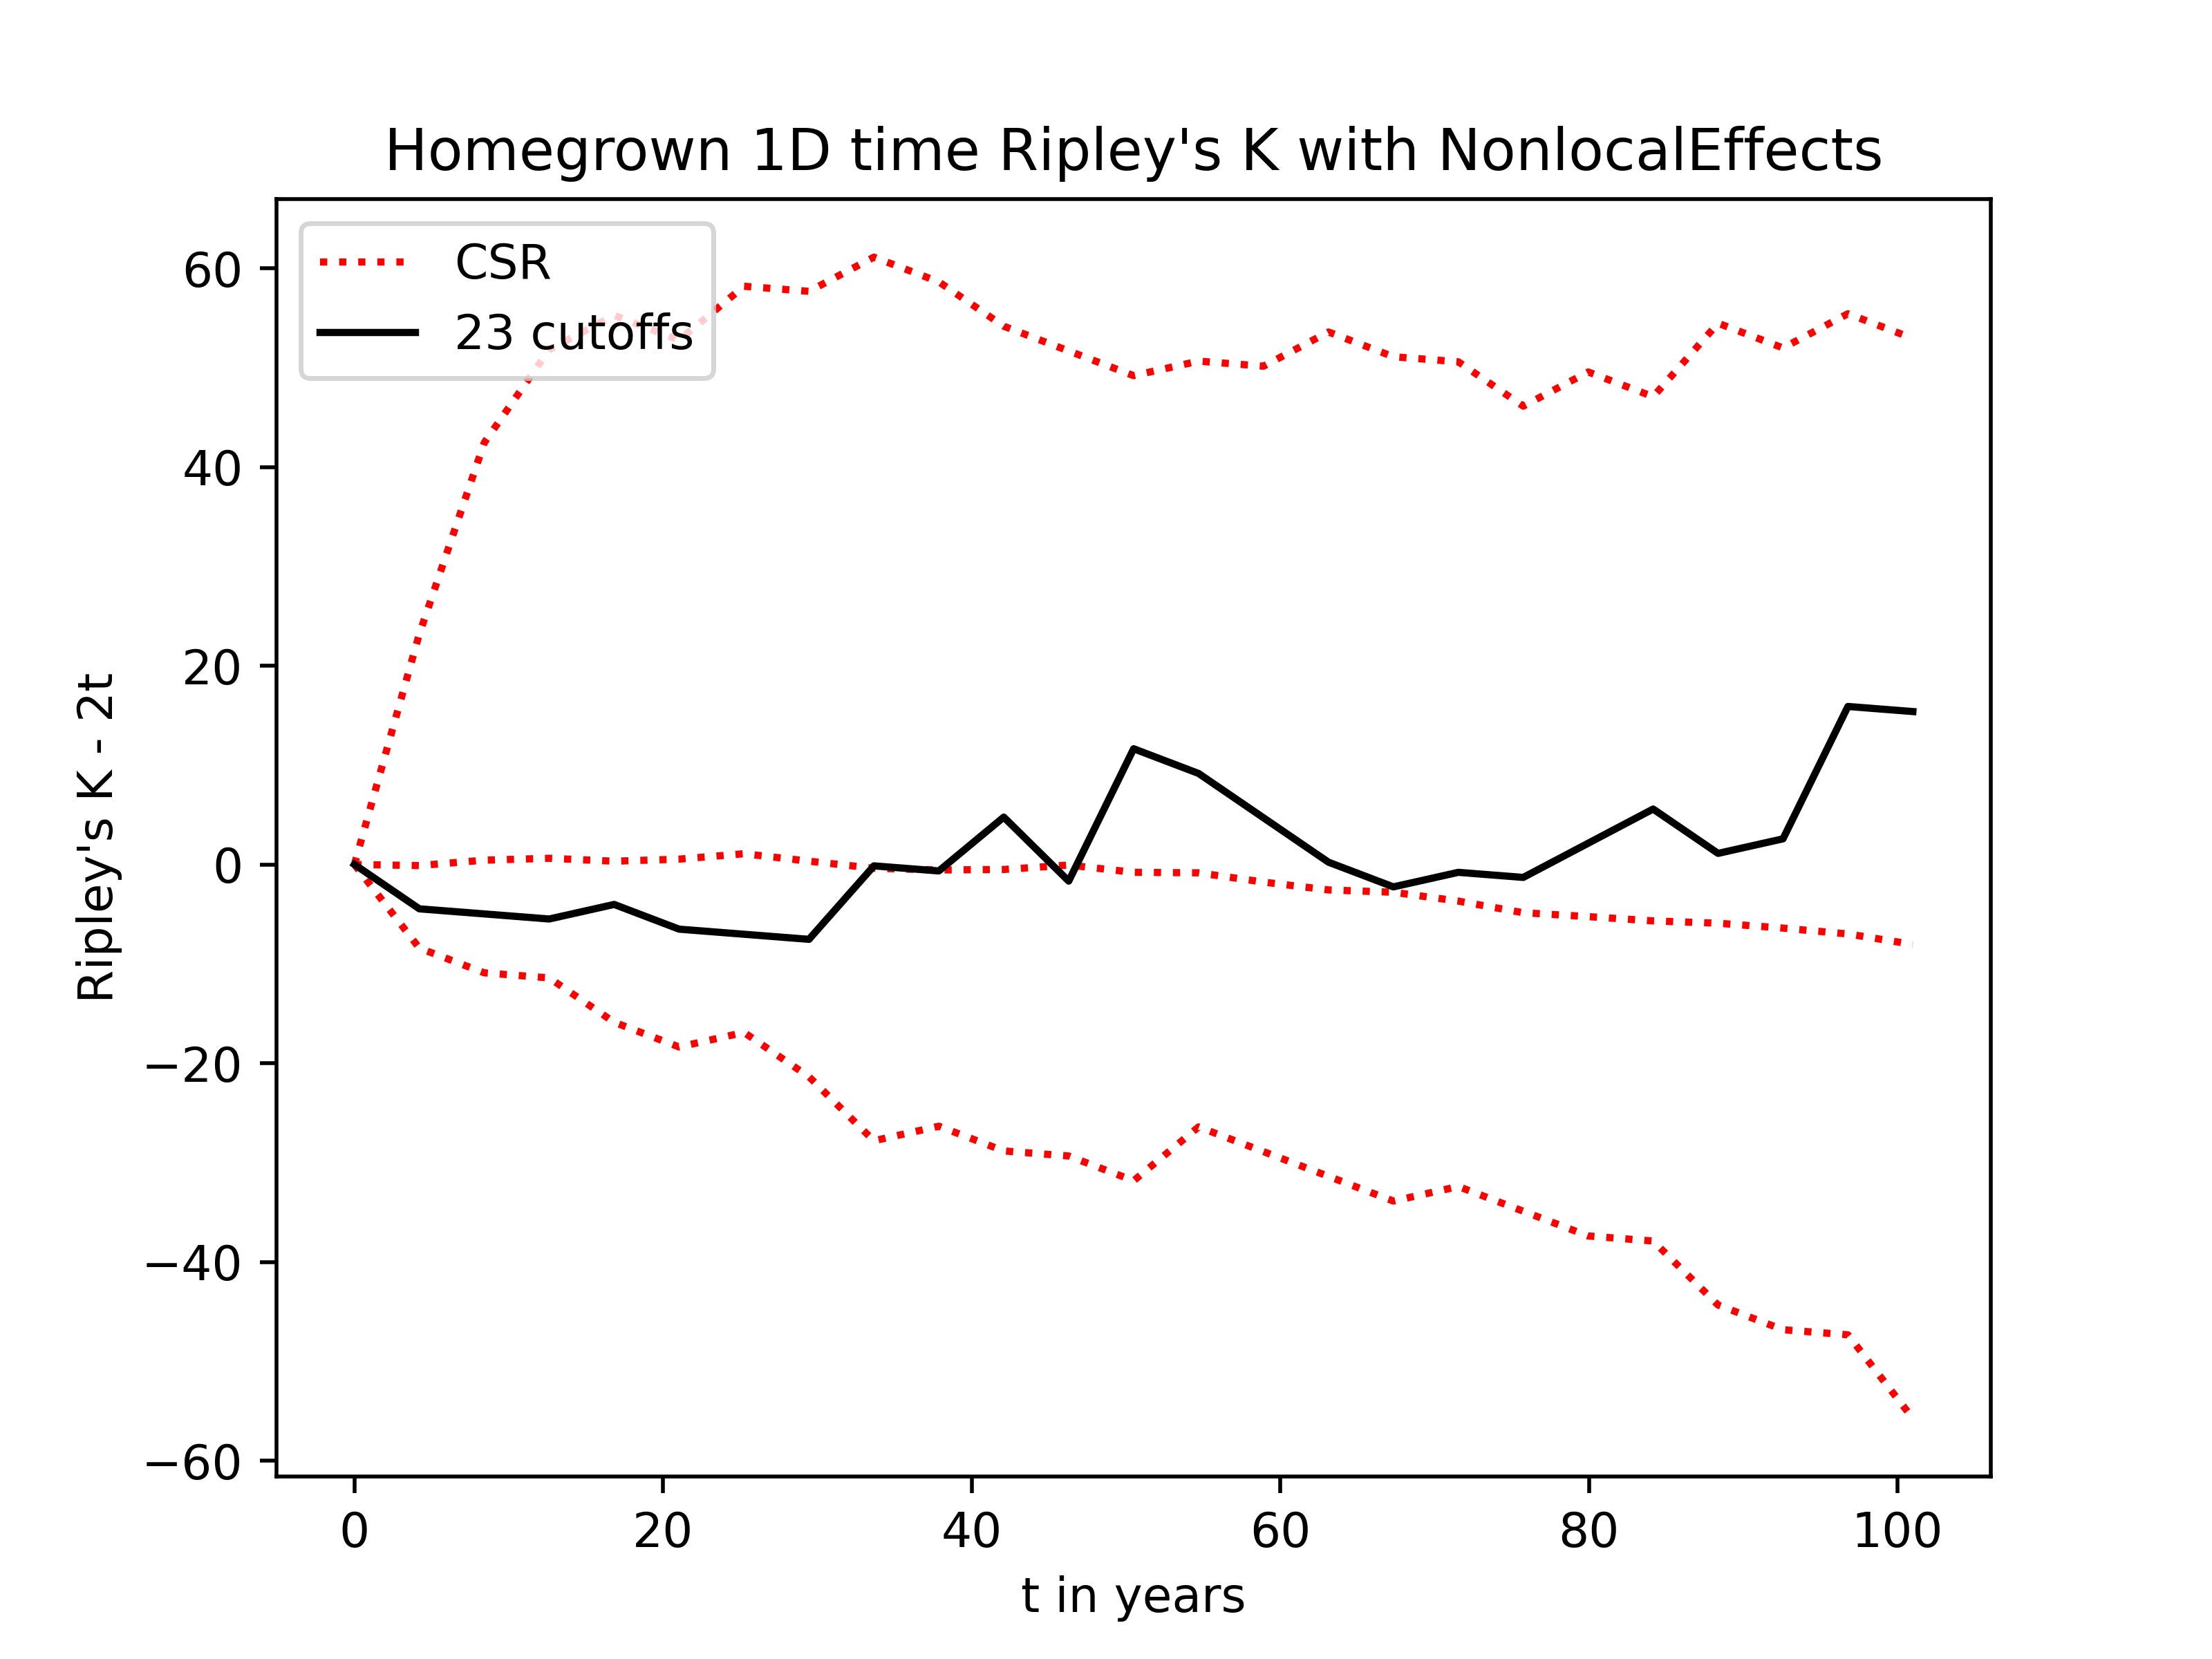 Homegrown 1D time Ripley's K with NonlocalEffects
CSR
23 cutoffs
60
40
20
0
−20
−40
−60
Ripley's K - 2t
0 20 40 60 80 100
t in years